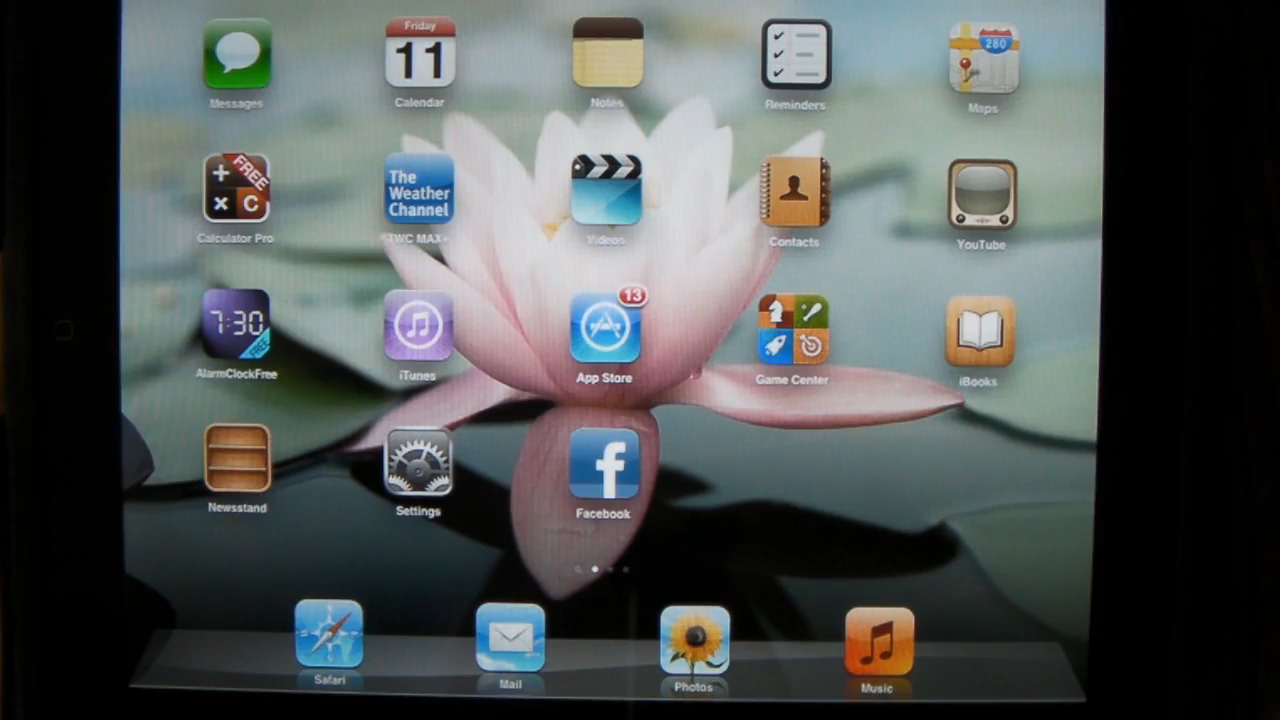 Friday
11
280
Messages
Calendar
Notes
Reminders
Maps
FREE
+
x C
The
Weather
Channel
Calculator Pro
TWC MAX+
Videos
Contacts
YouTube
7:30
FREE
13
AlarmClockFree
iTunes
App Store
Game Center
iBooks
f
Newsstand
Settings
Facebook
Safari
Mail
Photos
Music